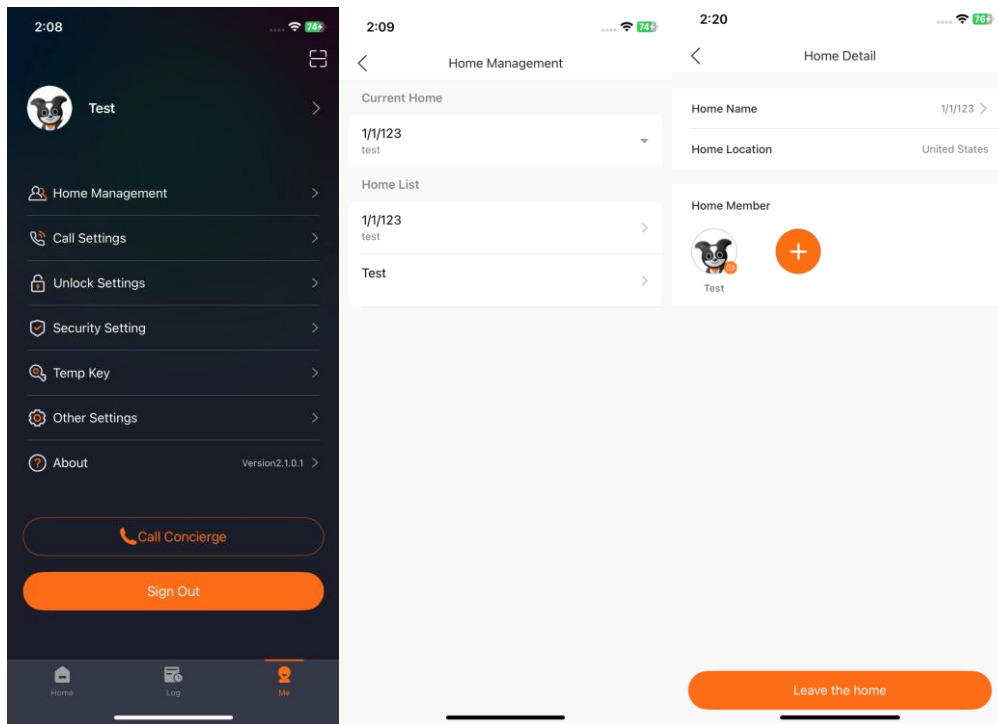 2:08
74
Test
Home Management
Call Settings
Unlock Settings
Security Setting
Temp Key
Other Settings
About
Version2.1.0.1
Call Concierge
Sign Out
Home
Log
Me
2:09
74
Home Management
Current Home
1/1/123
test
Home List
1/1/123
test
Test
2:20
76
Home Detail
Home Name
1/1/123
Home Location
United States
Home Member
Test
Leave the home